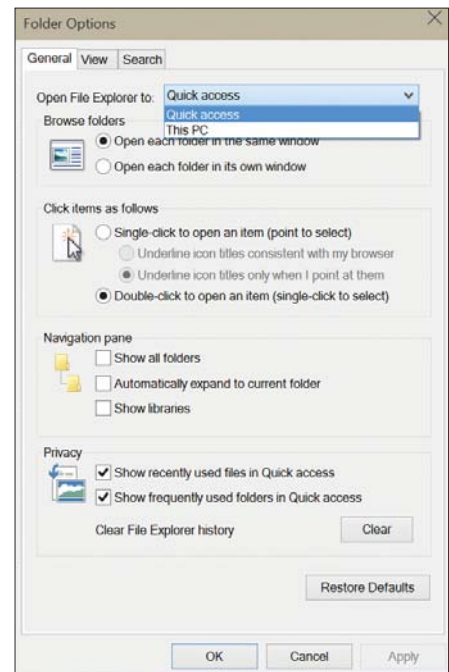 Folder Options
General View Search
Open File Explorer to: Quick access
Quick access
This PC
Browse folders
Open each folder in the same window
Open each folder in its own window
Click items as follows
Single-click to open an item (point to select)
Underline icon titles consistent with my browser
Underline icon titles only when I point at them
Double-click to open an item (single-click to select)
Navigation pane
Show all folders
Automatically expand to current folder
Show libraries
Privacy
Show recently used files in Quick access
Show frequently used folders in Quick access
Clear File Explorer history Clear
Restore Defaults
OK Cancel Apply